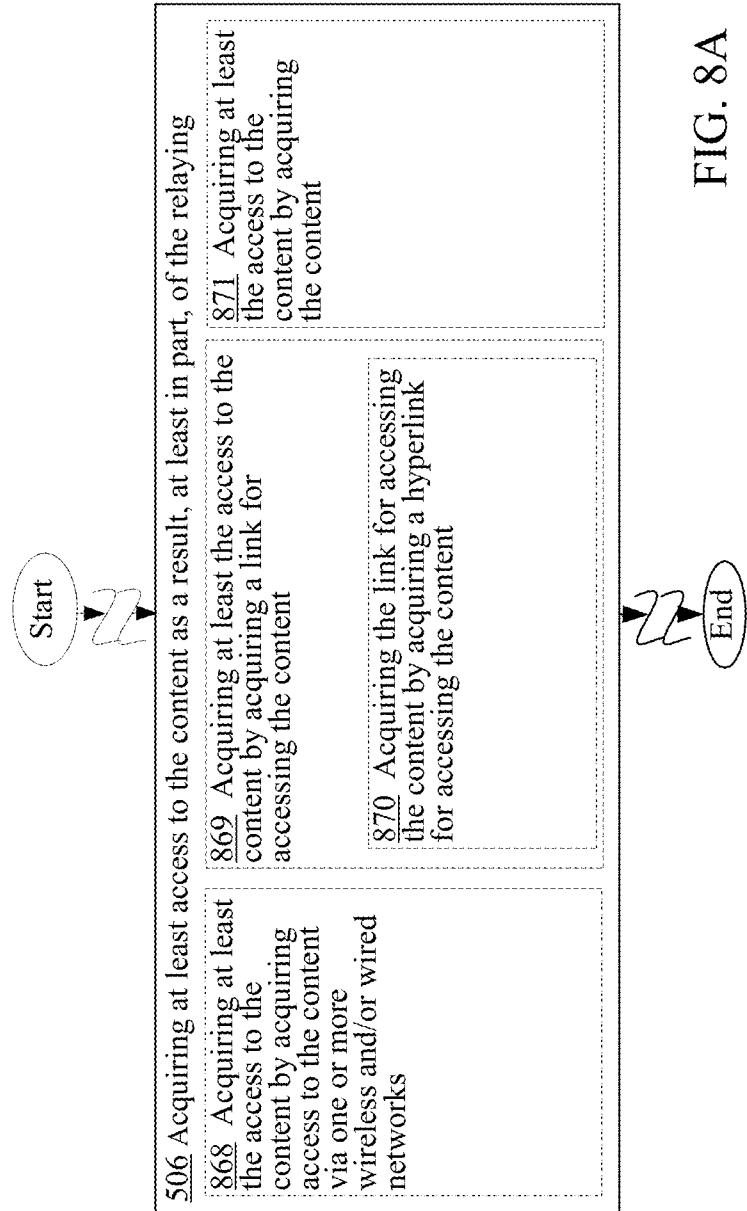 Start
506 Acquiring at least access to the content as a result, at least in part, of the relaying
868 Acquiring at least
the access to the
content by acquiring
access to the content
via one or more
wireless and/or wired
networks
869 Acquiring at least the access to the
content by acquiring a link for
accessing the content
870 Acquiring the link for accessing
the content by acquiring a hyperlink
for accessing the content
871 Acquiring at least
the access to the
content by acquiring
the content
End
FIG. 8A